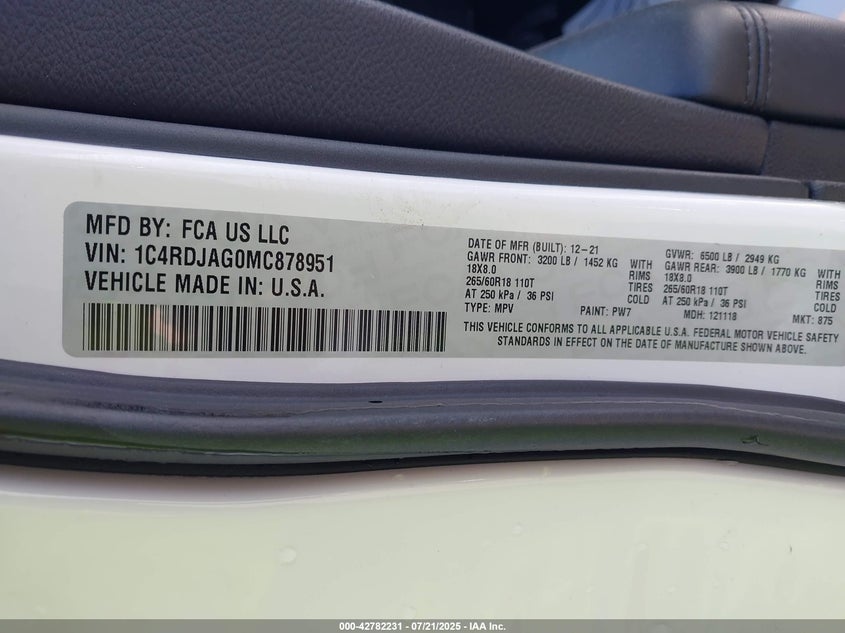 MFD BY: FCA US LLC
VIN: 1C4RDJAG0MC878951
VEHICLE MADE IN: U.S.A.
DATE OF MFR (BUILT): 12-21 GVWR: 6500 LB / 2949 KG
GAWR FRONT: 3200 LB / 1452 KG WITH GAWR REAR: 3900 LB / 1770 KG WITH
18X8.0 RIMS 18X8.0 RIMS
265/60R18 110T TIRES 265/60R18 110T TIRES
AT 250 kPa / 36 PSI COLD AT 250 kPa / 36 PSI COLD
TYPE: MPV PAINT: PW7 MDH: 121118 MKT: 875
THIS VEHICLE CONFORMS TO ALL APPLICABLE U.S.A. FEDERAL MOTOR VEHICLE SAFETY
STANDARDS IN EFFECT ON THE DATE OF MANUFACTURE SHOWN ABOVE.
000-42782231 - 07/21/2025 - IAA Inc.